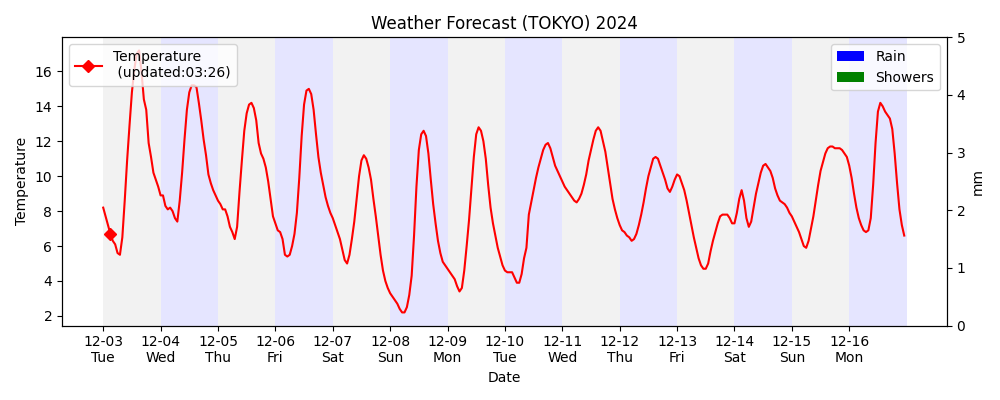 Weather Forecast (TOKYO) 2024
Temperature
(updated:03:26)
Rain
Showers
Temperature
16
14
12
10
8
6
4
2
5
4
3
2
1
0
mm
12-03 12-04 12-05 12-06 12-07 12-08 12-09 12-10 12-11 12-12 12-13 12-14 12-15 12-16
Tue Wed Thu Fri Sat Sun Mon Tue Wed Thu Fri Sat Sun Mon
Date